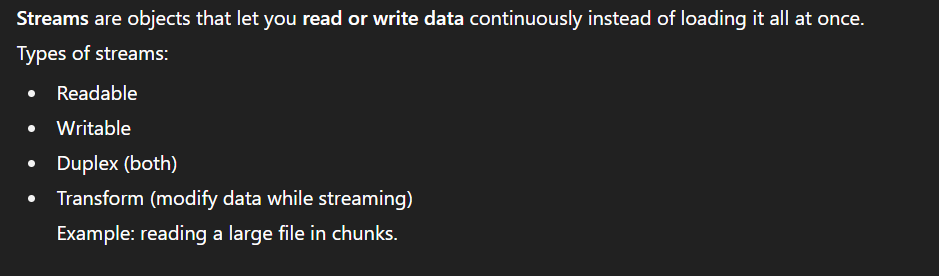 Streams are objects that let you read or write data continuously instead of loading it all at once.
Types of streams:
• Readable
• Writable
• Duplex (both)
• Transform (modify data while streaming)
Example: reading a large file in chunks.